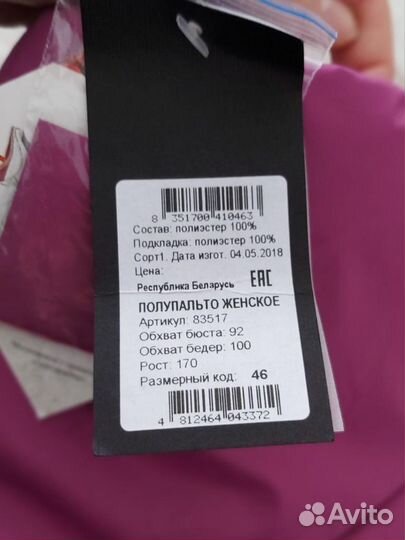 8 351700 410463
Состав: полиэстер 100%
Подкладка: полиэстер 100%
Сорт1. Дата изгот. 04.05.2018
Цена:
Республика Беларусь
ЕАС
ПОЛУПАЛЬТО ЖЕНСКОЕ
Артикул: 83517
Обхват бюста: 92
Обхват бедер: 100
Рост: 170
Размерный код: 46
4 812464 043372
Avito